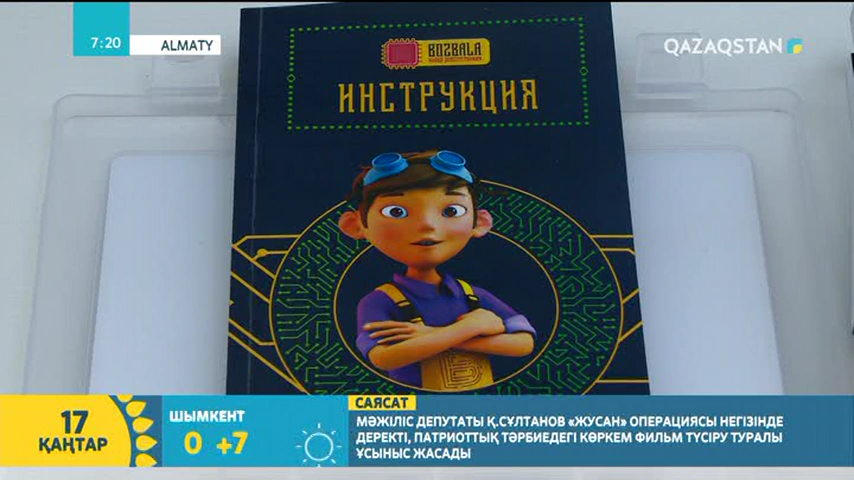 7:20
ALMATY
QAZAQSTAN
BOZBALA
ИНСТРУКЦИЯ
17
ҚАҢТАР
ШЫМКЕНТ
0 +7
САЯСАТ
МӘЖІЛІС ДЕПУТАТЫ Қ.СҰЛТАНОВ «ЖУСАН» ОПЕРАЦИЯСЫ НЕГІЗІНДЕ
ДЕРЕКТІ, ПАТРИОТТЫҚ ТӘРБИЕДЕГІ КӨРКЕМ ФИЛЬМ ТҮСІРУ ТУРАЛЫ
ҰСЫНЫС ЖАСАДЫ